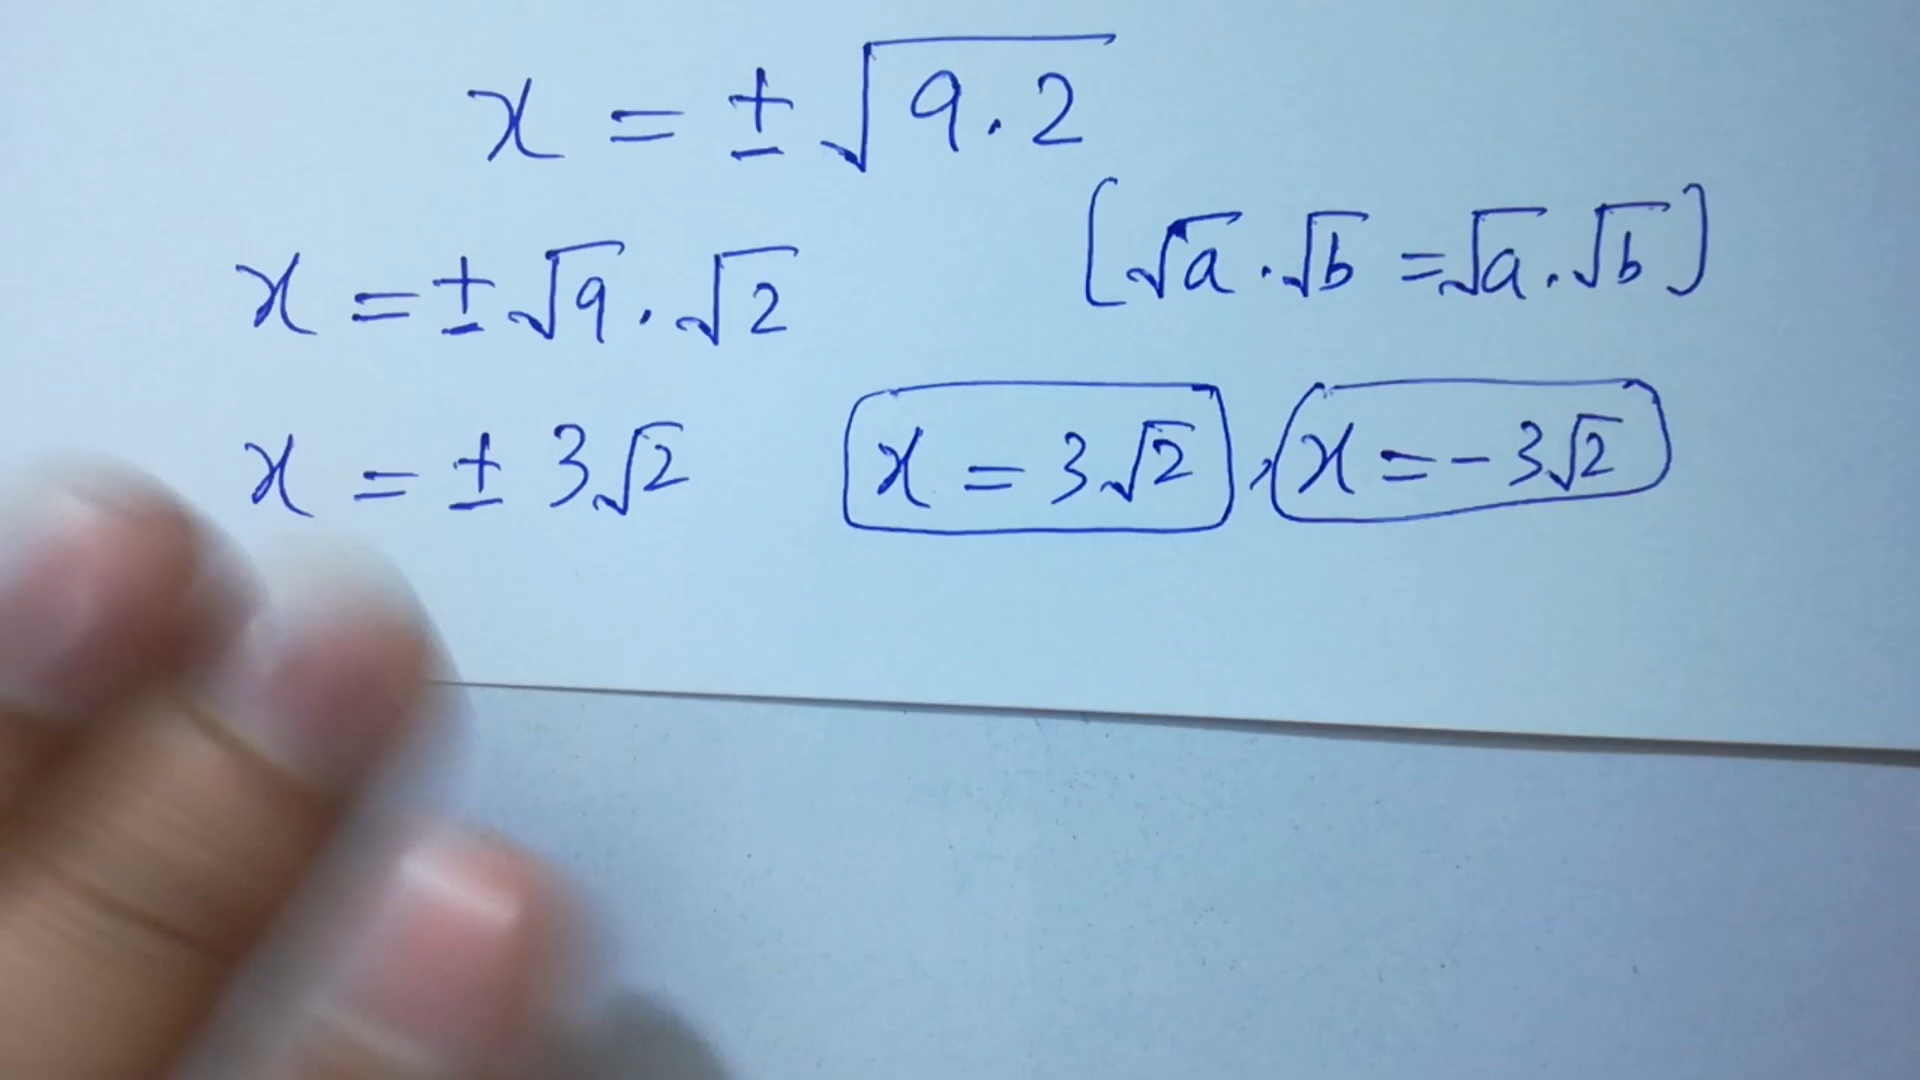 x = ± √9.2
[√a . √b = √a . √b]
x = ± √9 . √2
x = ± 3√2 x = 3√2 , x = -3√2